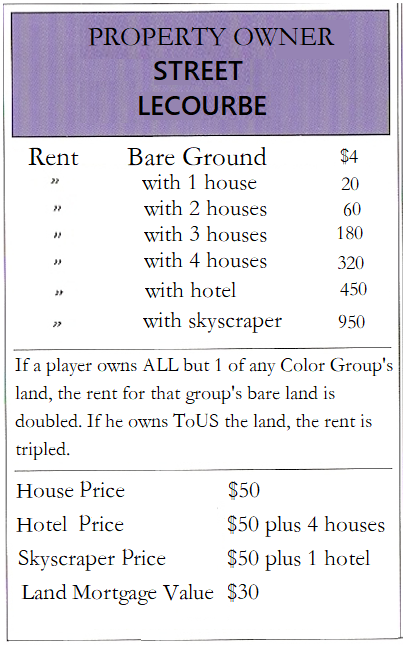 PROPERTY OWNER
STREET
LECOURBE
Rent Bare Ground $4
" with 1 house 20
" with 2 houses 60
" with 3 houses 180
" with 4 houses 320
" with hotel 450
" with skyscraper 950
If a player owns ALL but 1 of any Color Group's
land, the rent for that group's bare land is
doubled. If he owns ToUS the land, the rent is
tripled.
House Price $50
Hotel Price $50 plus 4 houses
Skyscraper Price $50 plus 1 hotel
Land Mortgage Value $30